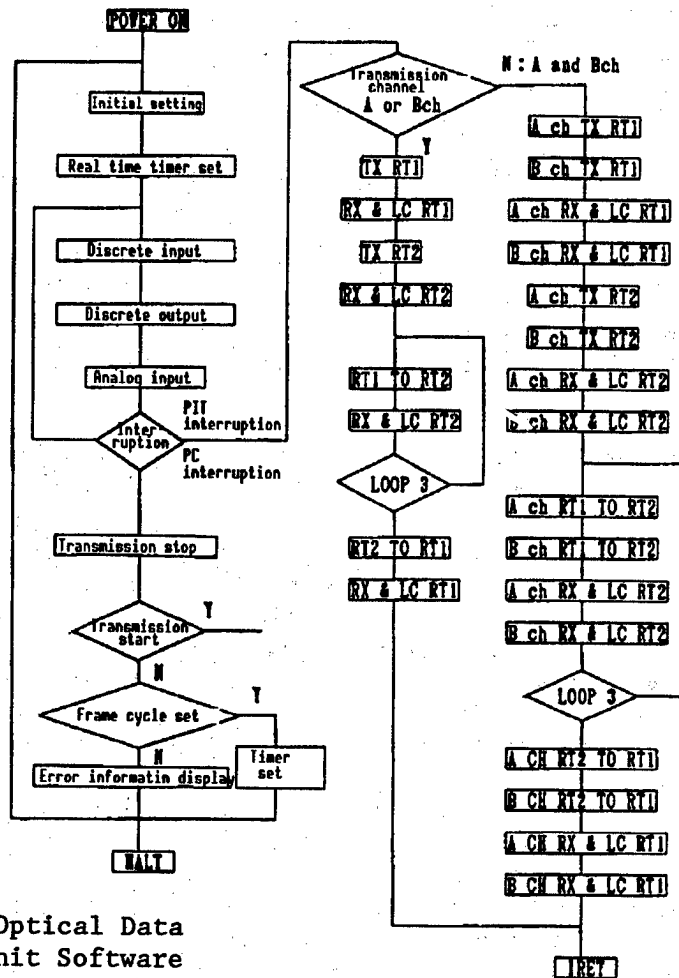 POWER ON
Initial setting
Real time timer set
Discrete input
Discrete output
Analog input
Inter-
ruption
PIT
interruption
PC
interruption
Transmission stop
Transmission
start
Y
N
Frame cycle set
Y
N
Timer
set
Error informatin display
HALT
Optical Data
nit Software
Transmission
channel
A or Bch
N : A and Bch
Y
TX RT1
RX & LC RT1
TX RT2
RX & LC RT2
RT1 TO RT2
RX & LC RT2
LOOP 3
RT2 TO RT1
RX & LC RT1
A ch TX RT1
B ch TX RT1
A ch RX & LC RT1
B ch RX & LC RT1
A ch TX RT2
B ch TX RT2
A ch RX & LC RT2
B ch RX & LC RT2
A ch RT1 TO RT2
B ch RT1 TO RT2
A ch RX & LC RT2
B ch RX & LC RT2
LOOP 3
A CH RT2 TO RT1
B CH RT2 TO RT1
A CH RX & LC RT1
B CH RX & LC RT1
IRET